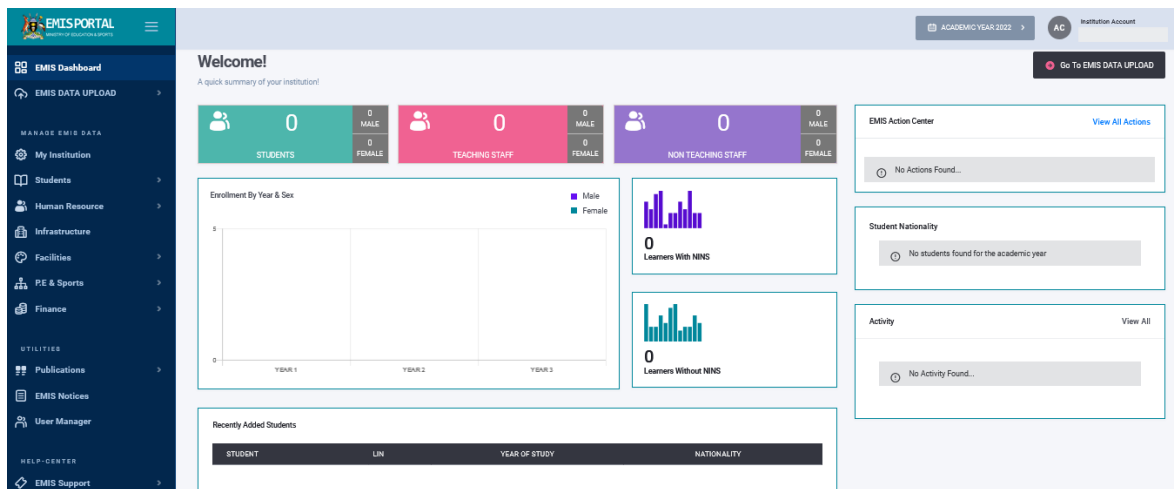 EMIS PORTAL
MINISTRY OF EDUCATION & SPORTS
ACADEMIC YEAR 2022
AC
Institution Account
EMIS Dashboard
EMIS DATA UPLOAD
MANAGE EMIS DATA
My Institution
Students
Human Resource
Infrastructure
Facilities
P.E & Sports
Finance
UTILITIES
Publications
EMIS Notices
User Manager
HELP-CENTER
EMIS Support
Welcome!
A quick summary of your institution!
Go To EMIS DATA UPLOAD
0
STUDENTS
0
MALE
0
FEMALE
0
TEACHING STAFF
0
MALE
0
FEMALE
0
NON TEACHING STAFF
0
MALE
0
FEMALE
Enrollment By Year & Sex
Male
Female
5
0
YEAR 1 YEAR 2 YEAR 3
0
Learners With NINS
0
Learners Without NINS
Recently Added Students
STUDENT LIN YEAR OF STUDY NATIONALITY
EMIS Action Center View All Actions
No Actions Found...
Student Nationality
No students found for the academic year
Activity View All
No Activity Found...